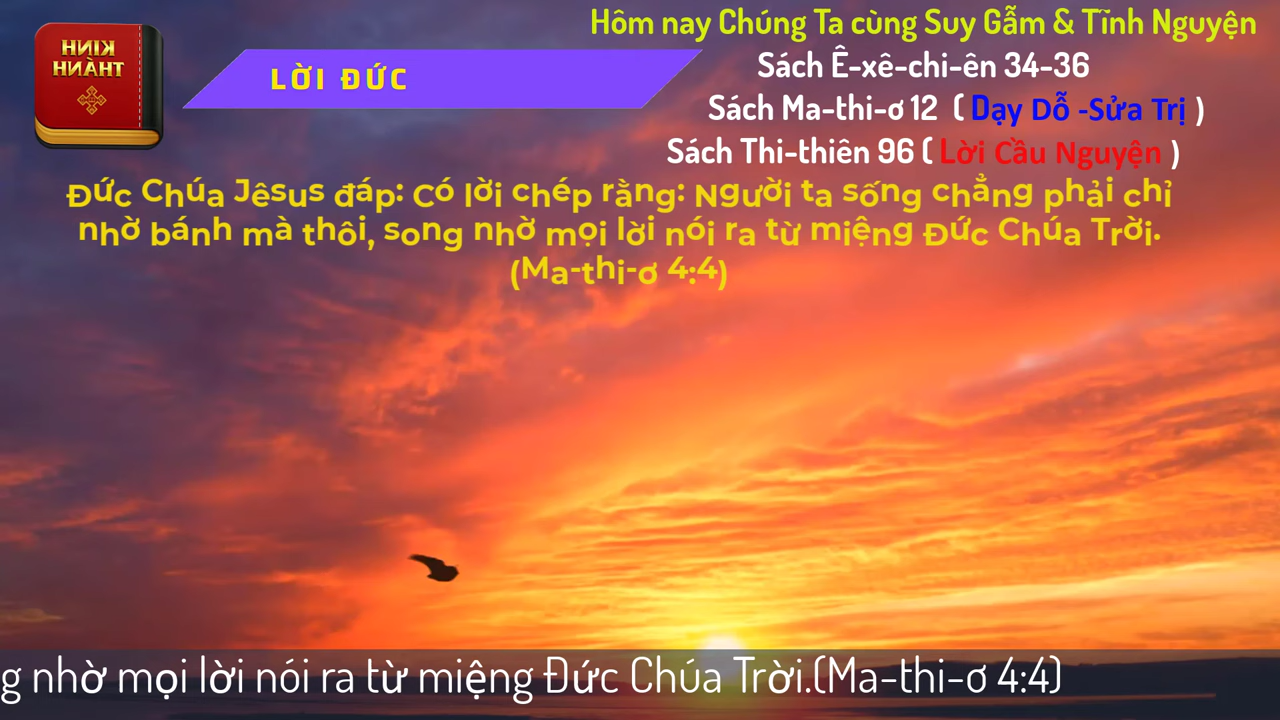 Hôm nay Chúng Ta cùng Suy Gẫm & Tĩnh Nguyện
Sách Ê-xê-chi-ên 34-36
Sách Ma-thi-ơ 12 ( Dạy Dỗ -Sửa Trị )
Sách Thi-thiên 96 ( Lời Cầu Nguyện )
KINH
THÀNH
LỜI ĐỨC
Đức Chúa Jêsus đáp: Có lời chép rằng: Người ta sống chẳng phải chỉ
nhờ bánh mà thôi, song nhờ mọi lời nói ra từ miệng Đức Chúa Trời.
(Ma-thi-ơ 4:4)
g nhờ mọi lời nói ra từ miệng Đức Chúa Trời.(Ma-thi-ơ 4:4)